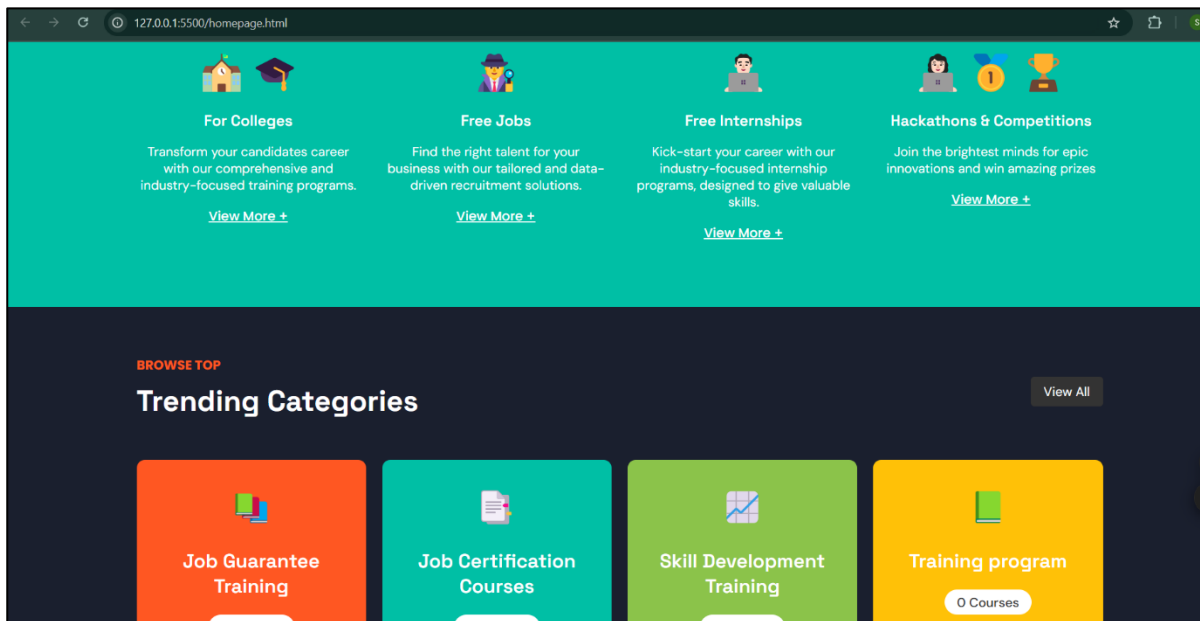 127.0.0.1:5500/homepage.html
For Colleges
Transform your candidates career
with our comprehensive and
industry-focused training programs.
View More +
Free Jobs
Find the right talent for your
business with our tailored and data-
driven recruitment solutions.
View More +
Free Internships
Kick-start your career with our
industry-focused internship
programs, designed to give valuable
skills.
View More +
1
Hackathons & Competitions
Join the brightest minds for epic
innovations and win amazing prizes
View More +
BROWSE TOP
Trending Categories
View All
Job Guarantee
Training
Job Certification
Courses
Skill Development
Training
Training program
0 Courses